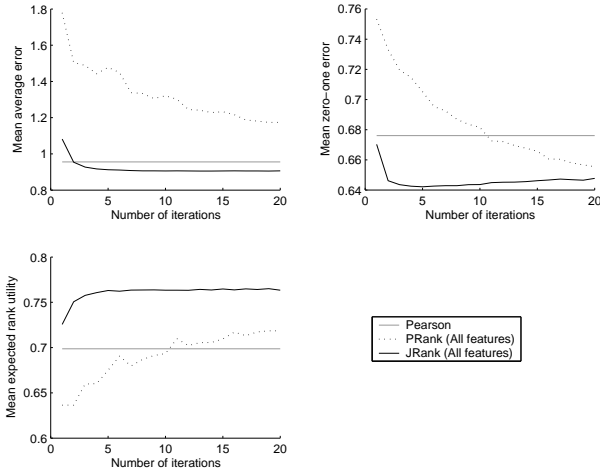 1.8
1.6
1.4
1.2
1
0.8
0 5 10 15 20
Number of iterations
Mean average error
0.76
0.74
0.72
0.7
0.68
0.66
0.64
0 5 10 15 20
Number of iterations
Mean zero−one error
0.8
0.75
0.7
0.65
0.6
0 5 10 15 20
Number of iterations
Mean expected rank utility
Pearson
PRank (All features)
JRank (All features)